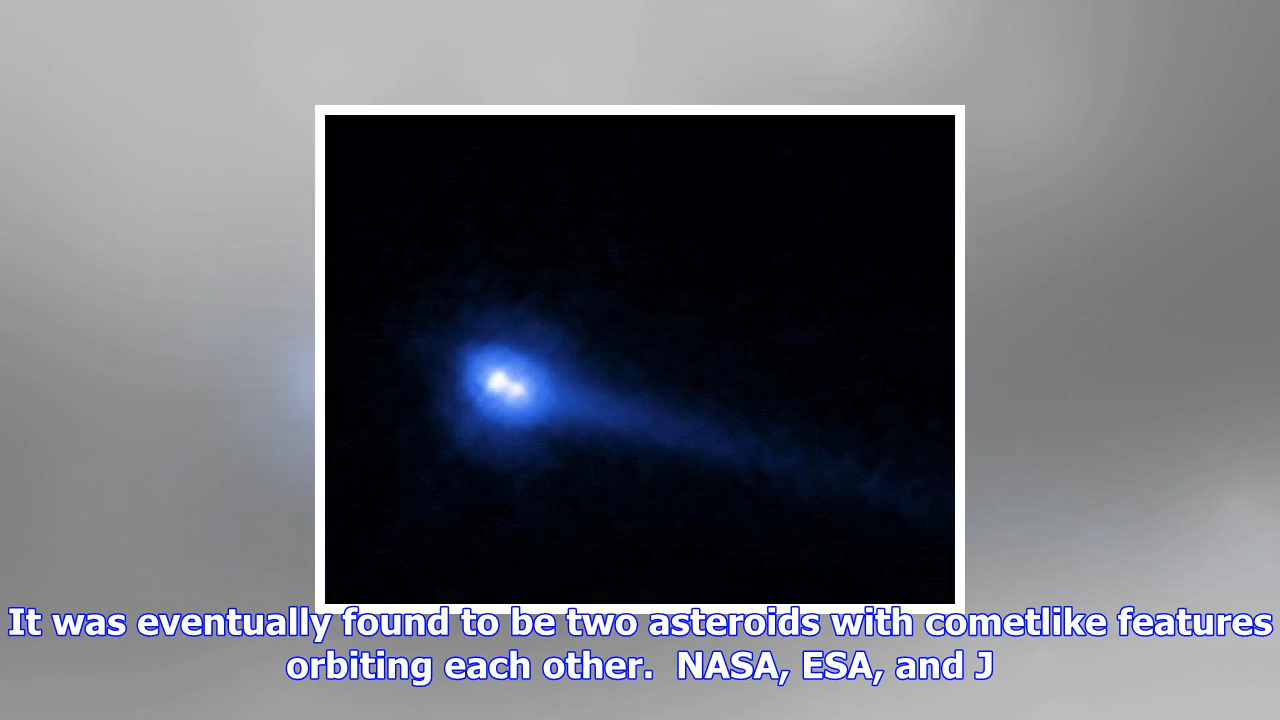 It was eventually found to be two asteroids with cometlike features
orbiting each other.  NASA, ESA, and J